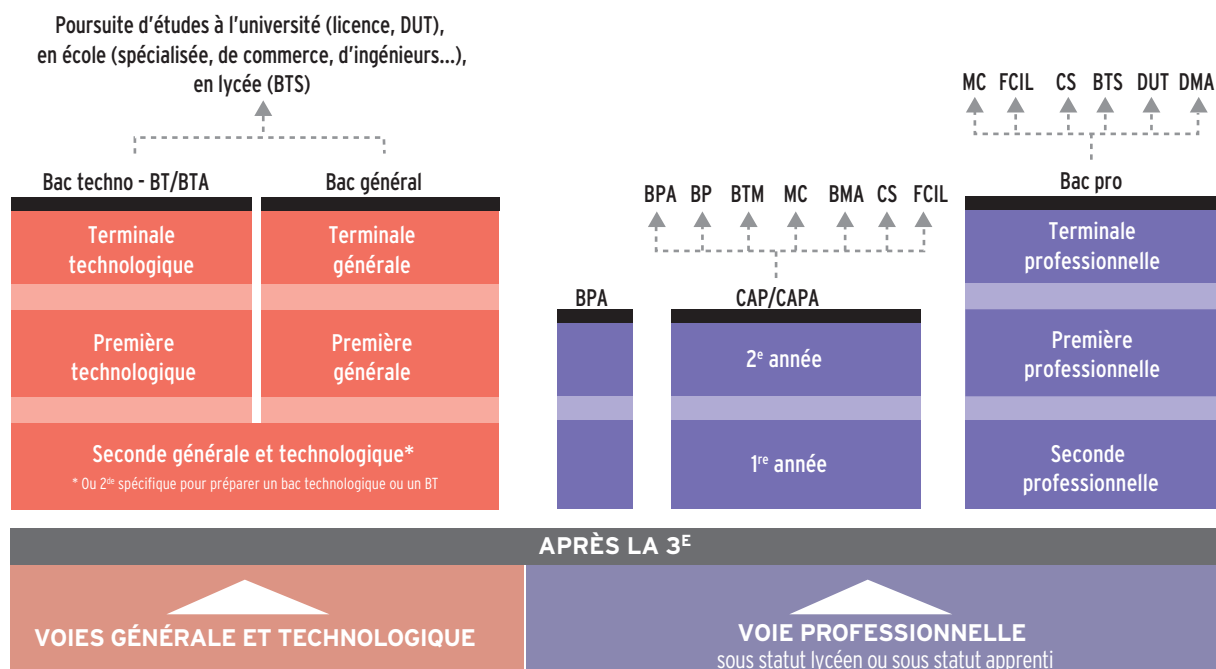 Poursuite d'études à l'université (licence, DUT),
en école (spécialisée, de commerce, d'ingénieurs...),
en lycée (BTS)
Bac techno - BT/BTA
Bac général
Terminale
technologique
Terminale
générale
Première
technologique
Première
générale
Seconde générale et technologique*
* Ou 2de spécifique pour préparer un bac technologique ou un BT
BPA
BPA BP BTM MC BMA CS FCIL
CAP/CAPA
2e année
1re année
MC FCIL CS BTS DUT DMA
Bac pro
Terminale
professionnelle
Première
professionnelle
Seconde
professionnelle
APRÈS LA 3E
VOIES GÉNÉRALE ET TECHNOLOGIQUE
VOIE PROFESSIONNELLE
sous statut lycéen ou sous statut apprenti